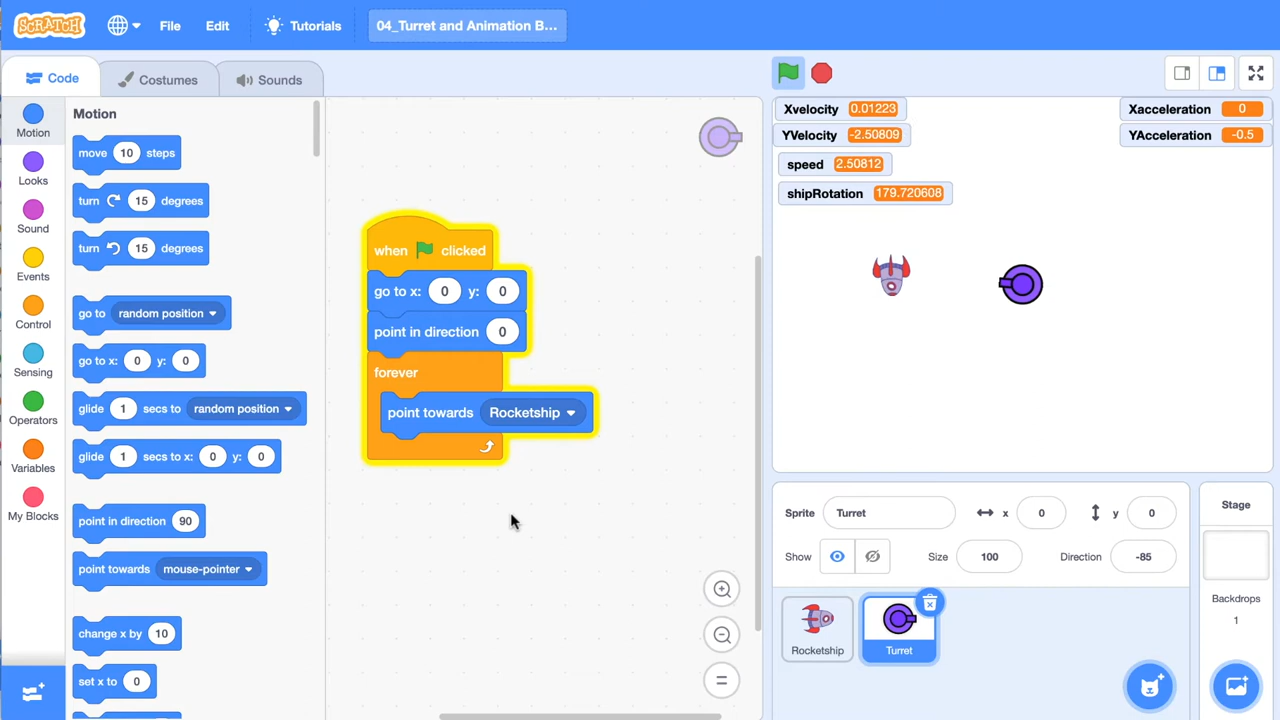 SCRATCH File Edit Tutorials 04_Turret and Animation B...
Code Costumes Sounds
Motion
Looks
Sound
Events
Control
Sensing
Operators
Variables
My Blocks
Motion
move 10 steps
turn 15 degrees
turn 15 degrees
go to random position
go to x: 0 y: 0
glide 1 secs to random position
glide 1 secs to x: 0 y: 0
point in direction 90
point towards mouse-pointer
change x by 10
set x to 0
when clicked
go to x: 0 y: 0
point in direction 0
forever
point towards Rocketship
Xvelocity 0.01223
YVelocity -2.50809
speed 2.50812
shipRotation 179.720608
Xacceleration 0
YAcceleration -0.5
Sprite Turret x 0 y 0
Show Size 100 Direction -85
Rocketship Turret
Stage
Backdrops
1